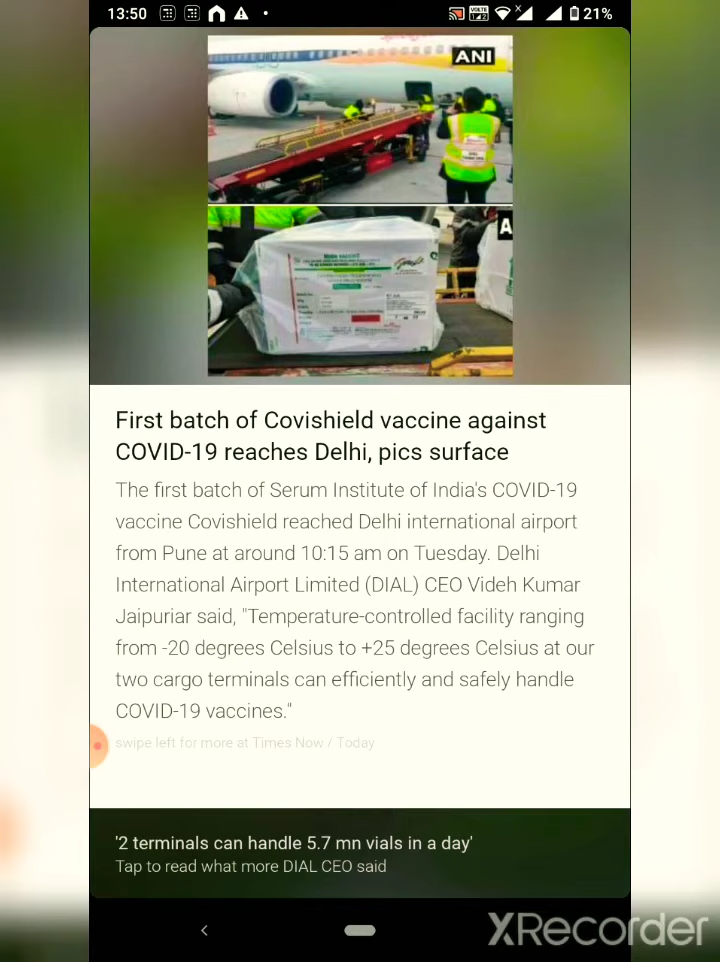 13:50
VOLTE
21%
ANI
A
First batch of Covishield vaccine against
COVID-19 reaches Delhi, pics surface
The first batch of Serum Institute of India's COVID-19
vaccine Covishield reached Delhi international airport
from Pune at around 10:15 am on Tuesday. Delhi
International Airport Limited (DIAL) CEO Videh Kumar
Jaipuriar said, "Temperature-controlled facility ranging
from -20 degrees Celsius to +25 degrees Celsius at our
two cargo terminals can efficiently and safely handle
COVID-19 vaccines."
swipe left for more at Times Now / Today
'2 terminals can handle 5.7 mn vials in a day'
Tap to read what more DIAL CEO said
XRecorder